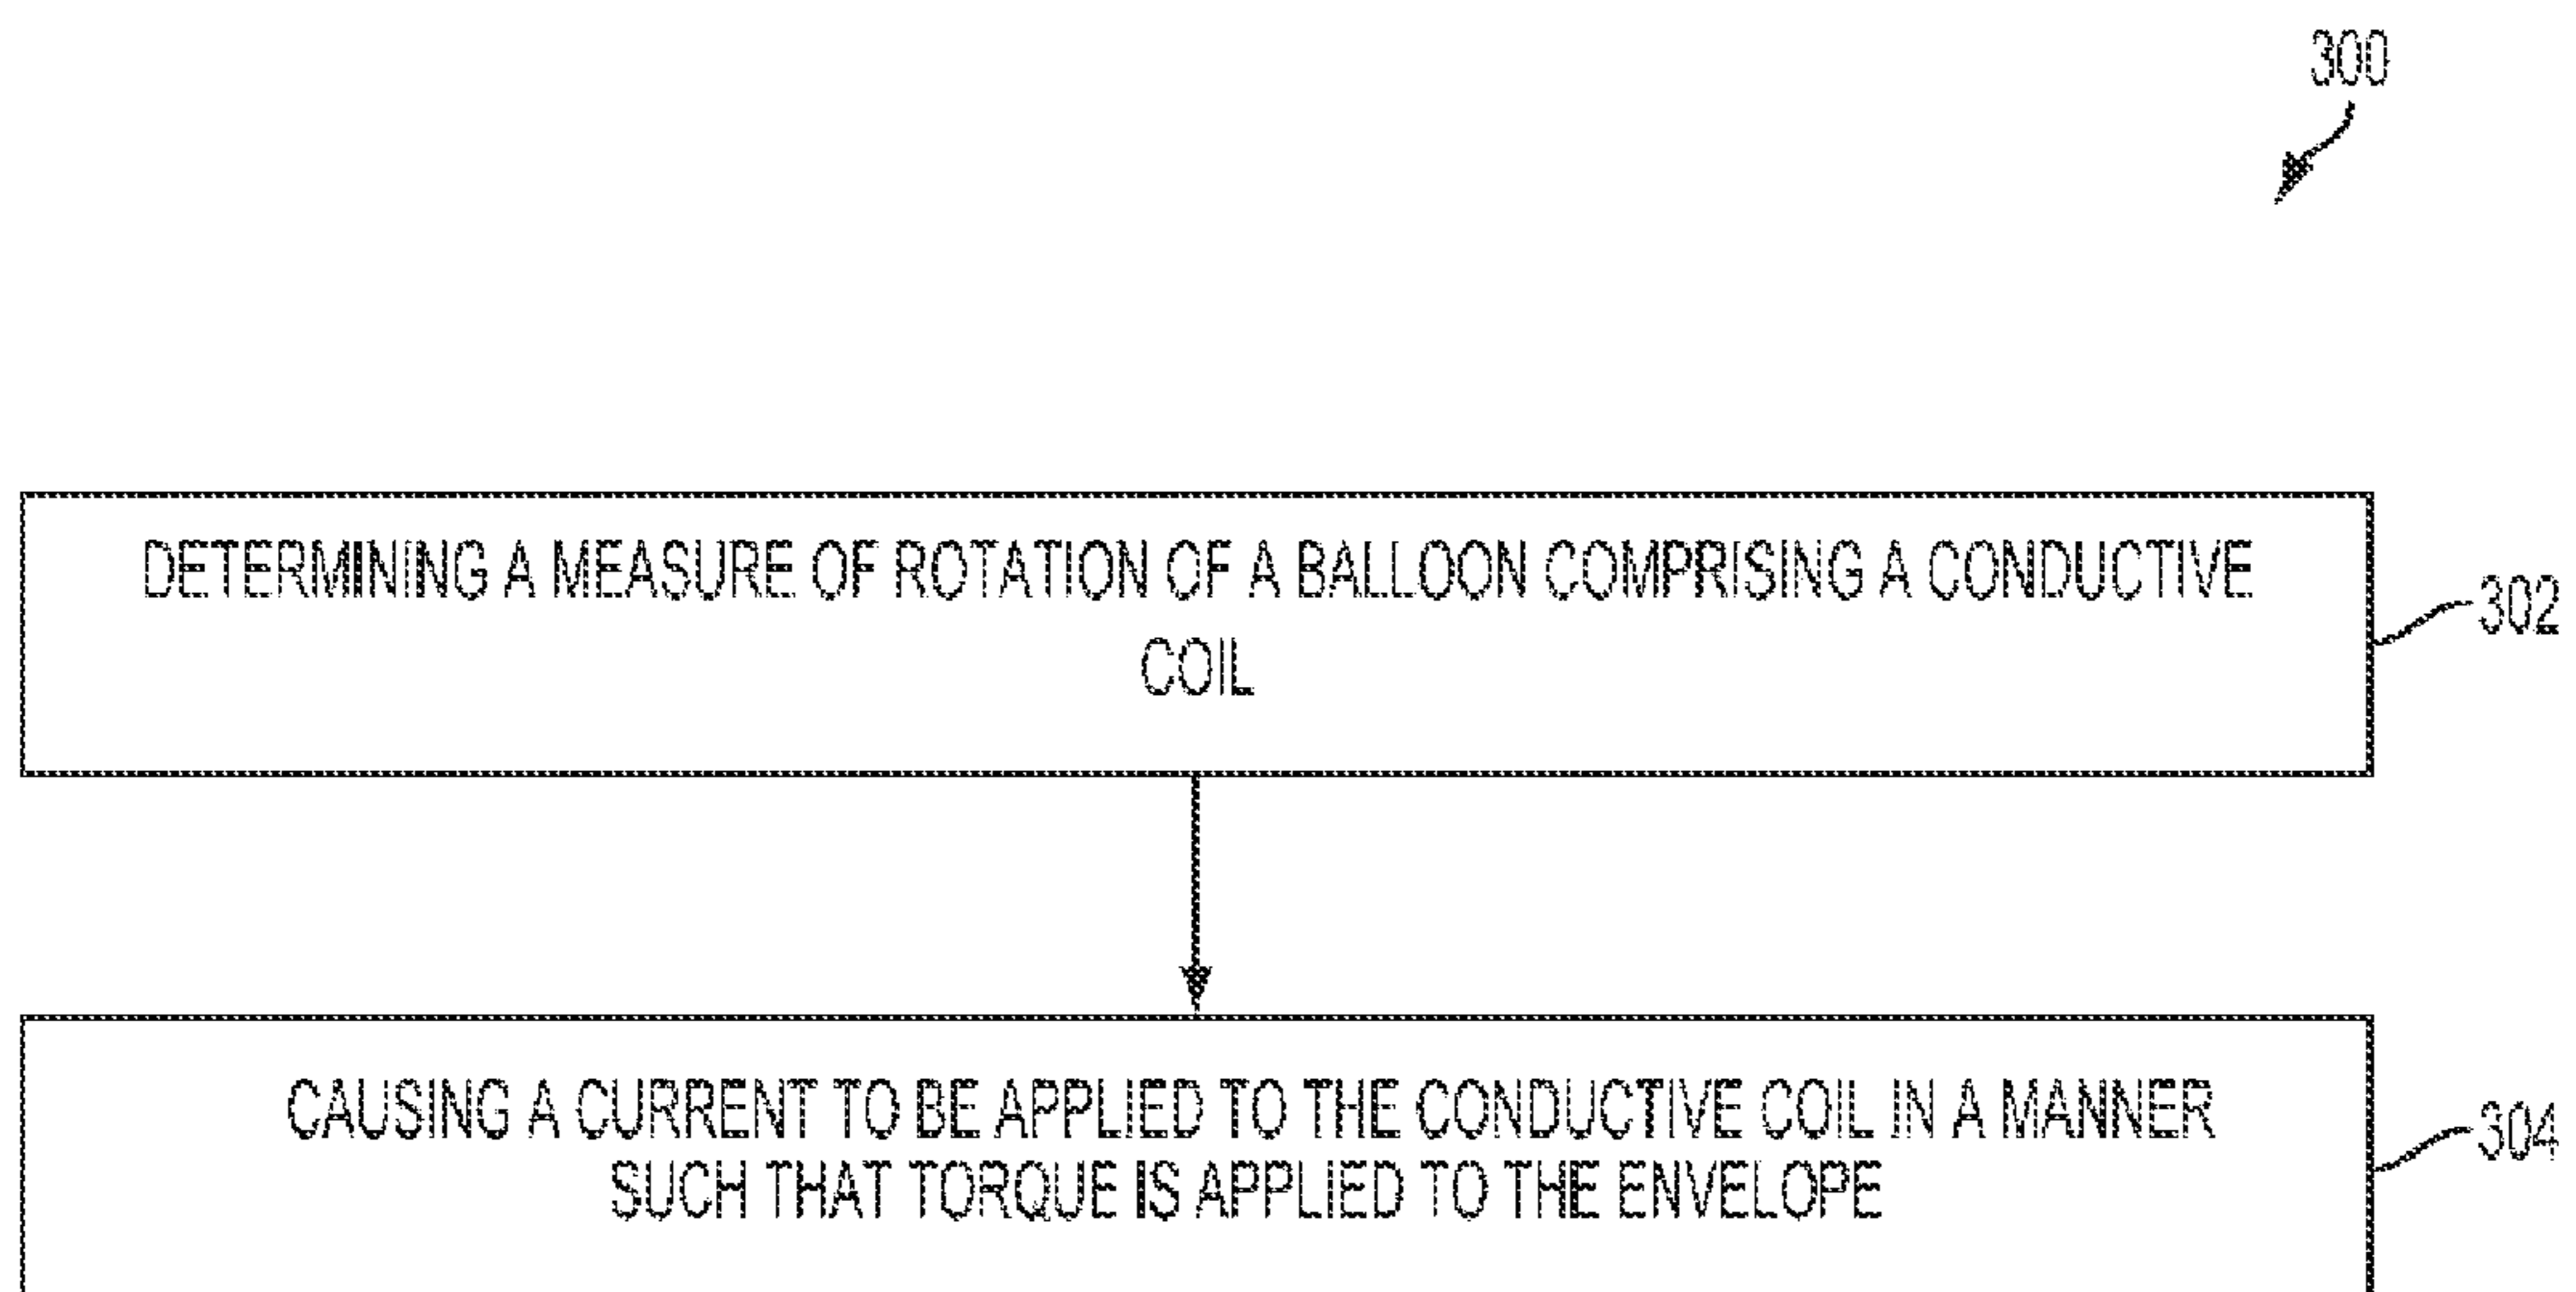 300
DETERMINING A MEASURE OF ROTATION OF A BALLOON COMPRISING A CONDUCTIVE
COIL
302
CAUSING A CURRENT TO BE APPLIED TO THE CONDUCTIVE COIL IN A MANNER
SUCH THAT TORQUE IS APPLIED TO THE ENVELOPE
304